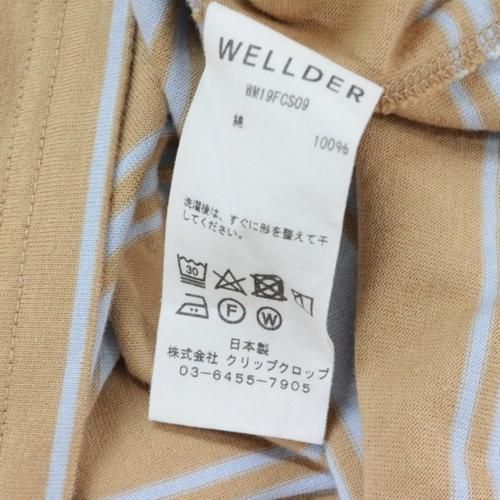 WELLDER
WM19FCS09
綿 100%
洗濯後は、すぐに形を整えて干
してください。
30
F W
日本製
株式会社 クリップクロップ
03-6455-7905